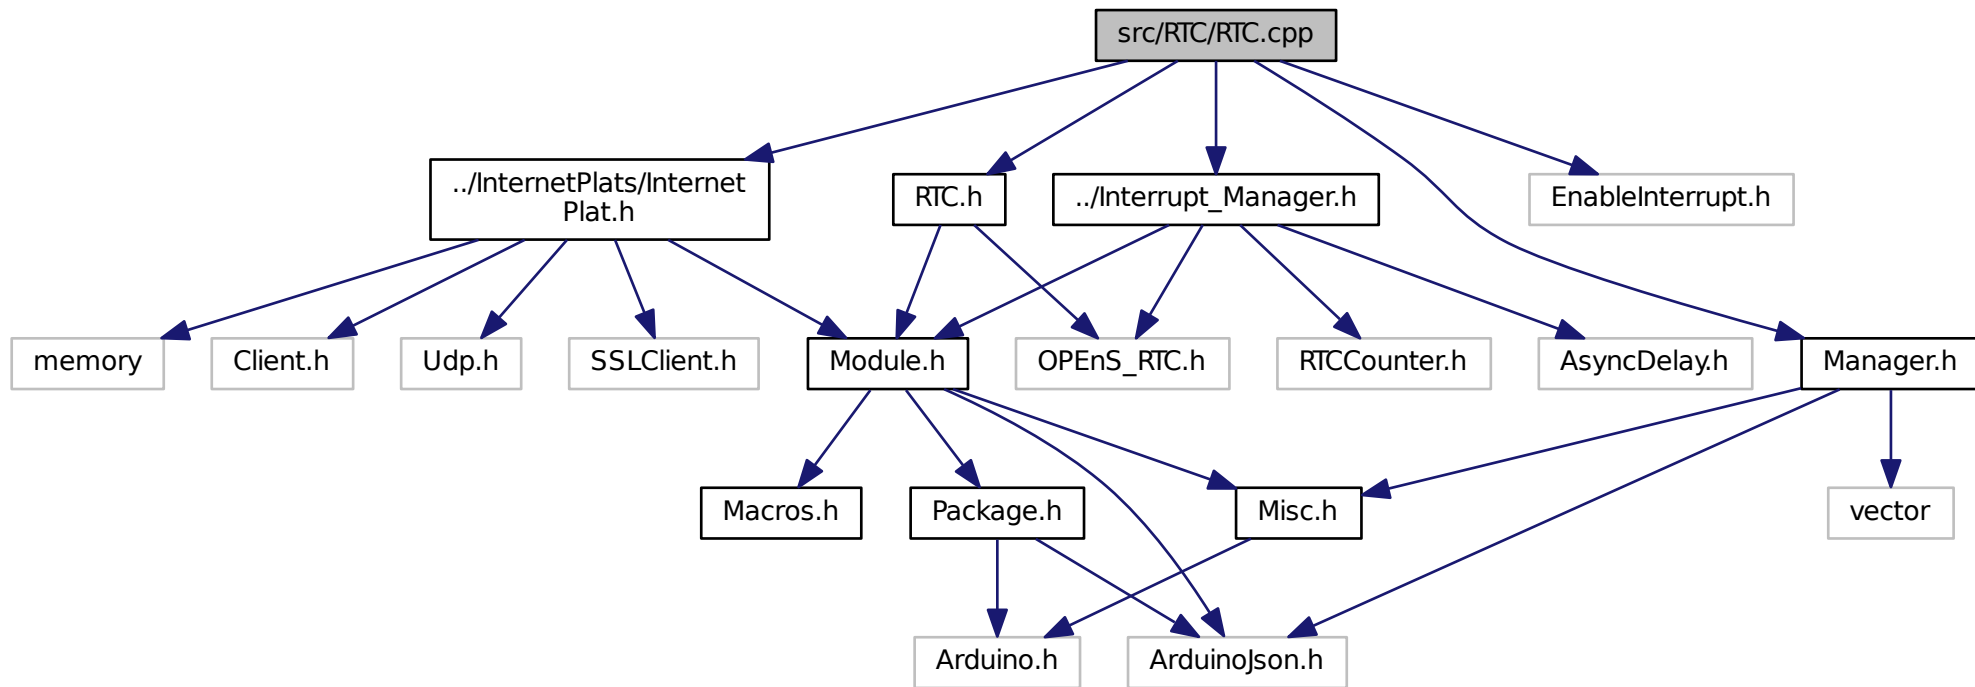 src/RTC/RTC.cpp
../InternetPlats/Internet
Plat.h
RTC.h
../Interrupt_Manager.h
EnableInterrupt.h
memory
Client.h
Udp.h
SSLClient.h
Module.h
OPEnS_RTC.h
RTCCounter.h
AsyncDelay.h
Manager.h
Macros.h
Package.h
Misc.h
vector
Arduino.h
ArduinoJson.h